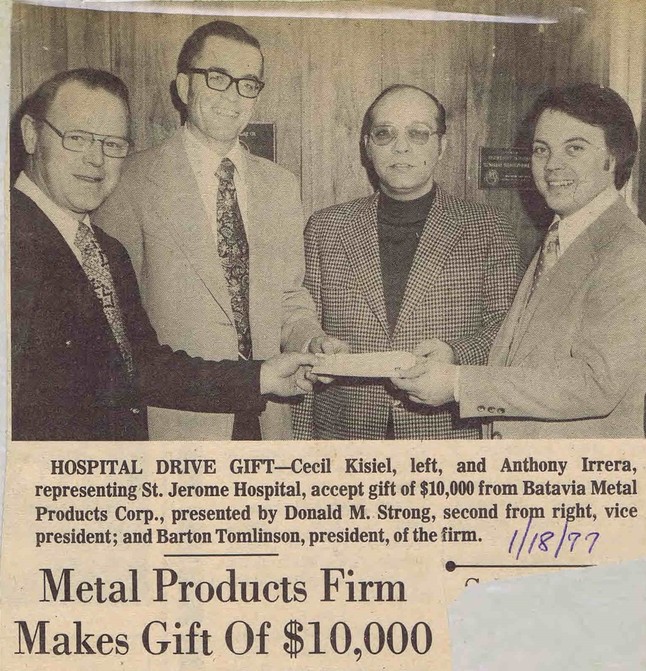 HOSPITAL DRIVE GIFT—Cecil Kisiel, left, and Anthony Irrera,
representing St. Jerome Hospital, accept gift of $10,000 from Batavia Metal
Products Corp., presented by Donald M. Strong, second from right, vice
president; and Barton Tomlinson, president, of the firm.
1/18/77
Metal Products Firm
Makes Gift Of $10,000